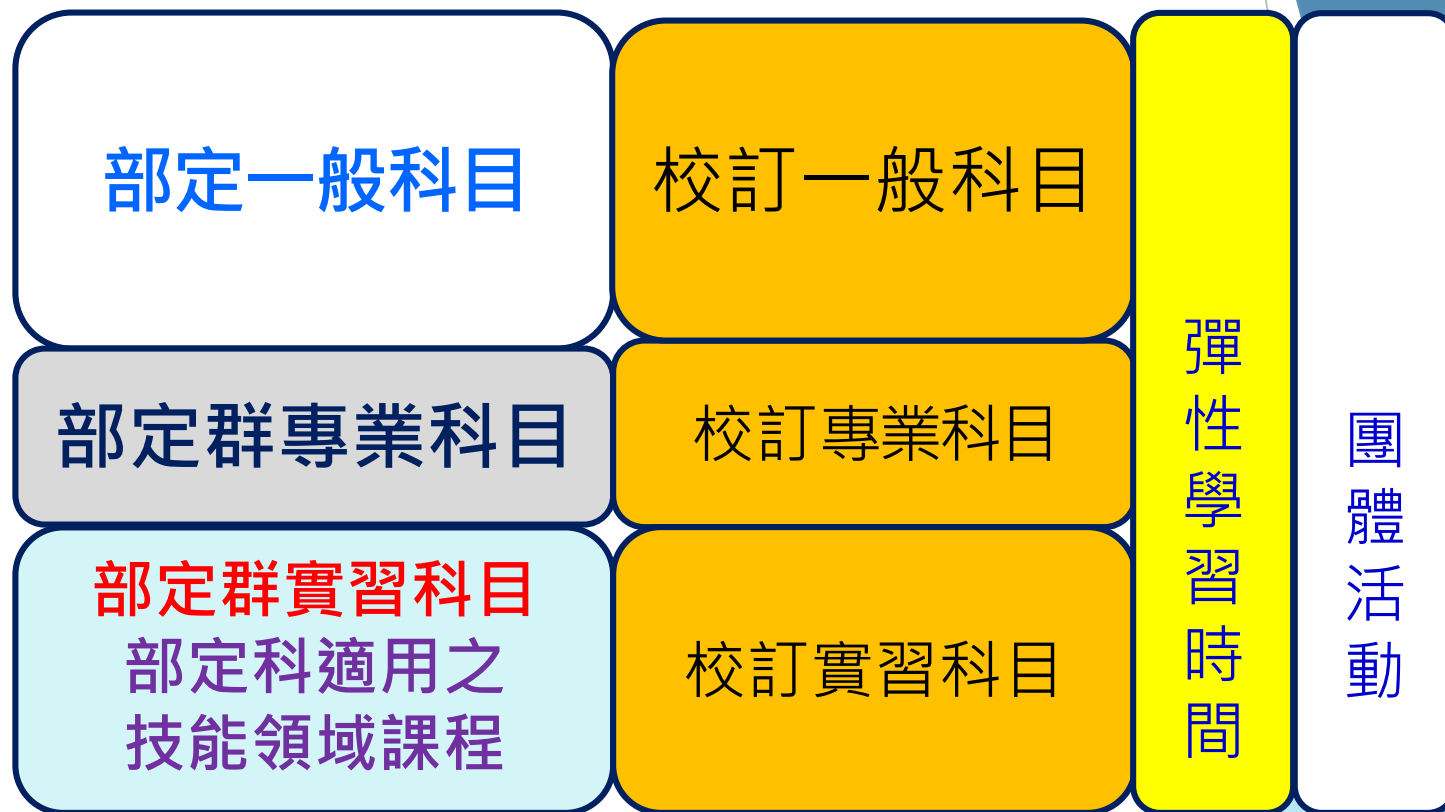 部定一般科目
校訂一般科目
部定群專業科目
校訂專業科目
部定群實習科目
部定科適用之
技能領域課程
校訂實習科目
彈性學習時間
團體活動